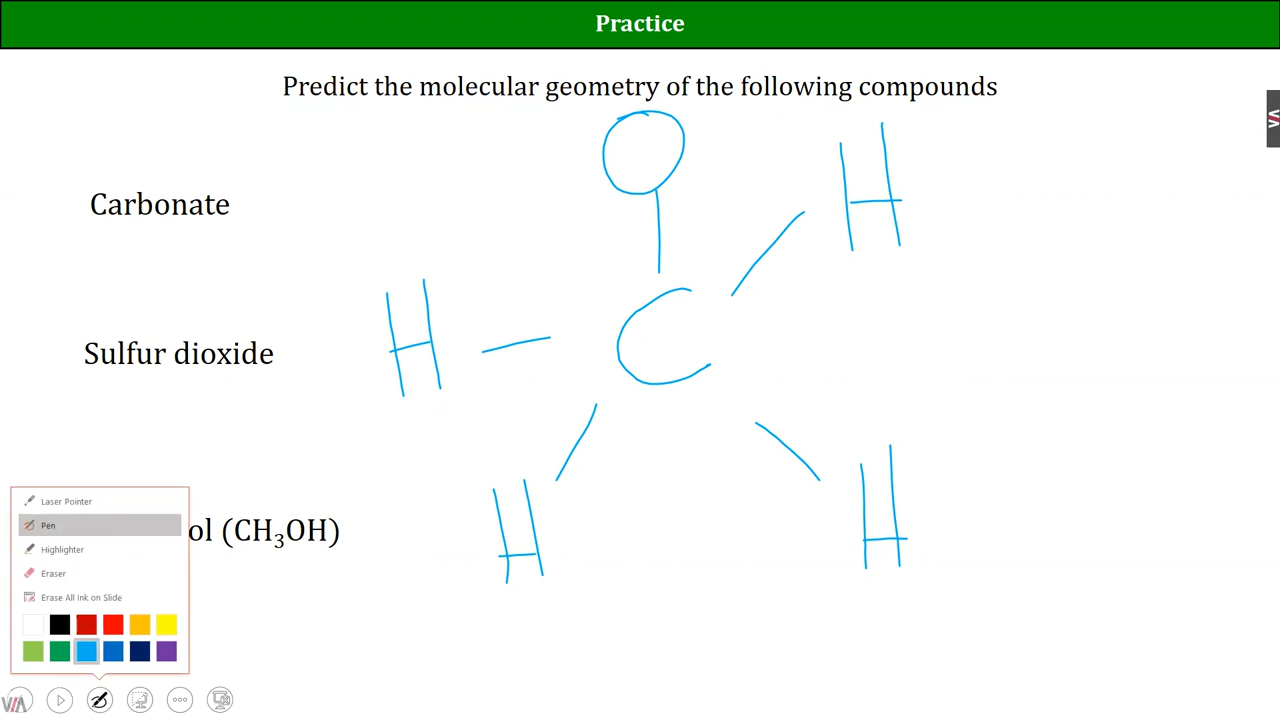 Practice
Predict the molecular geometry of the following compounds
O
H
Carbonate
C
H
Sulfur dioxide
Laser Pointer
Pen
ol (CH₃OH)
H
H
Highlighter
Eraser
Erase All Ink on Slide